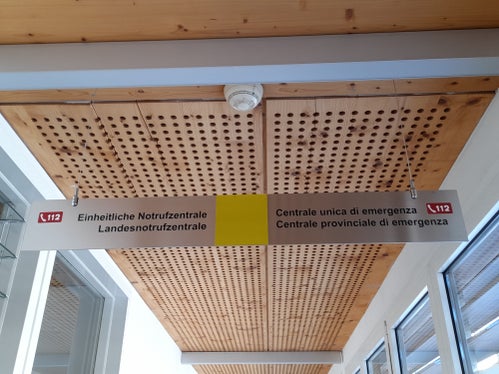 112 Einheitliche Notrufzentrale
Landesnotrufzentrale
Centrale unica di emergenza 112
Centrale provinciale di emergenza